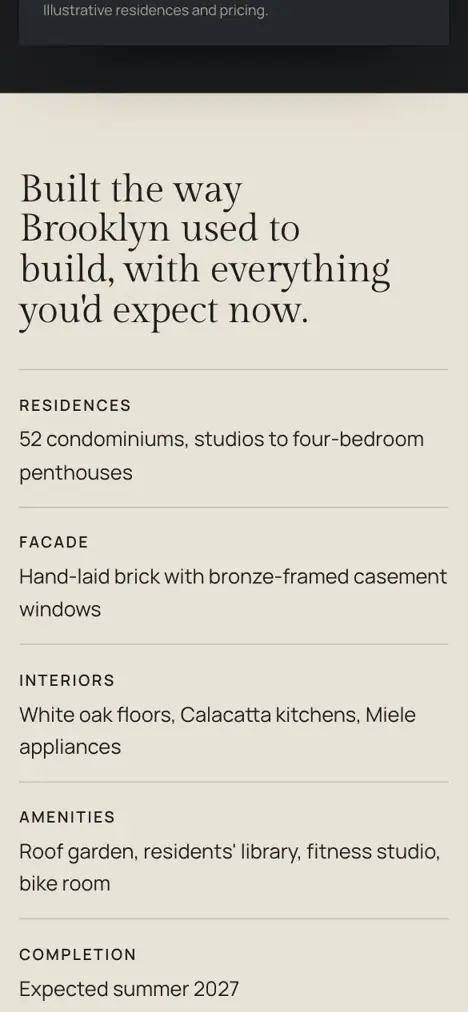 Illustrative residences and pricing.
Built the way
Brooklyn used to
build, with everything
you'd expect now.
RESIDENCES
52 condominiums, studios to four-bedroom
penthouses
FACADE
Hand-laid brick with bronze-framed casement
windows
INTERIORS
White oak floors, Calacatta kitchens, Miele
appliances
AMENITIES
Roof garden, residents' library, fitness studio,
bike room
COMPLETION
Expected summer 2027